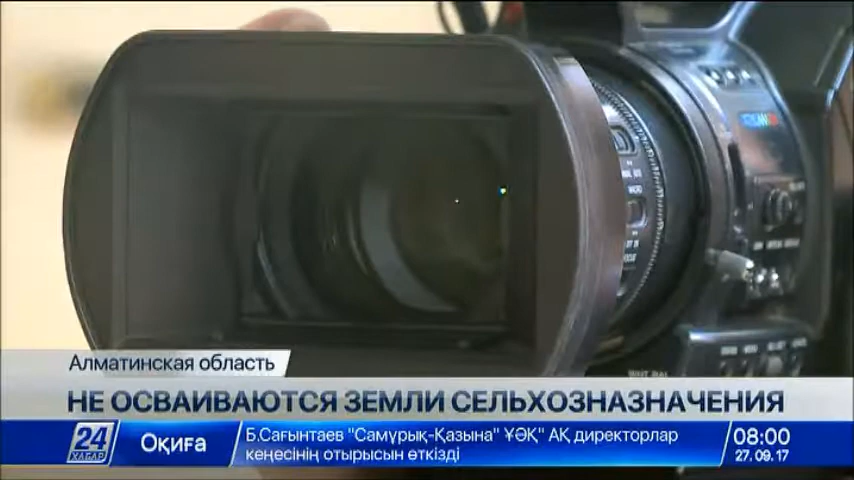 Алматинская область
НЕ ОСВАИВАЮТСЯ ЗЕМЛИ СЕЛЬХОЗНАЗНАЧЕНИЯ
24
ХАБАР
Оқиға
Б.Сағынтаев "Самұрық-Қазына" ҰӘҚ" АҚ директорлар
кеңесінің отырысын өткізді
08:00
27.09.17